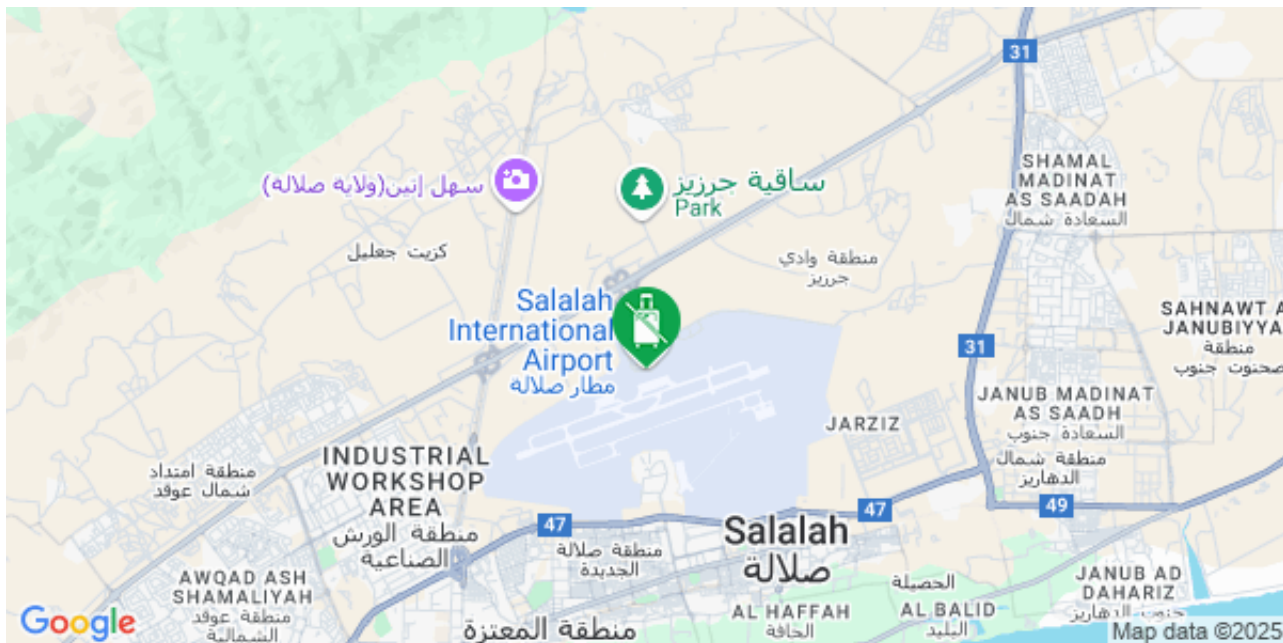 31
SHAMAL
MADINAT
AS SAADAH
السعادة شمال
سهل إتين(ولاية صلالة)
ساقية جرزيز
Park
كزيت جعليل
منطقة وادي
جرزيز
Salalah
International
Airport
مطار صلالة
SAHNAWT A
JANUBIYYA
منطقة
صحنوت جنوب
31
JANUB MADINAT
AS SAADH
السعادة جنوب
JARZIZ
منطقة شمال
الدهاريز
منطقة امتداد
شمال عوقد
INDUSTRIAL
WORKSHOP
AREA
منطقة الورش
الصناعية
47
47
49
Salalah
صلالة
منطقة صلالة
الجديدة
AWQAD ASH
SHAMALIYAH
منطقة عوقد
الشمالية
الحصيلة
JANUB AD
DAHARIZ
جنوب الدهاريز
AL HAFFAH
الحافة
AL BALID
البليد
منطقة المعتزة
Google
Map data ©2025